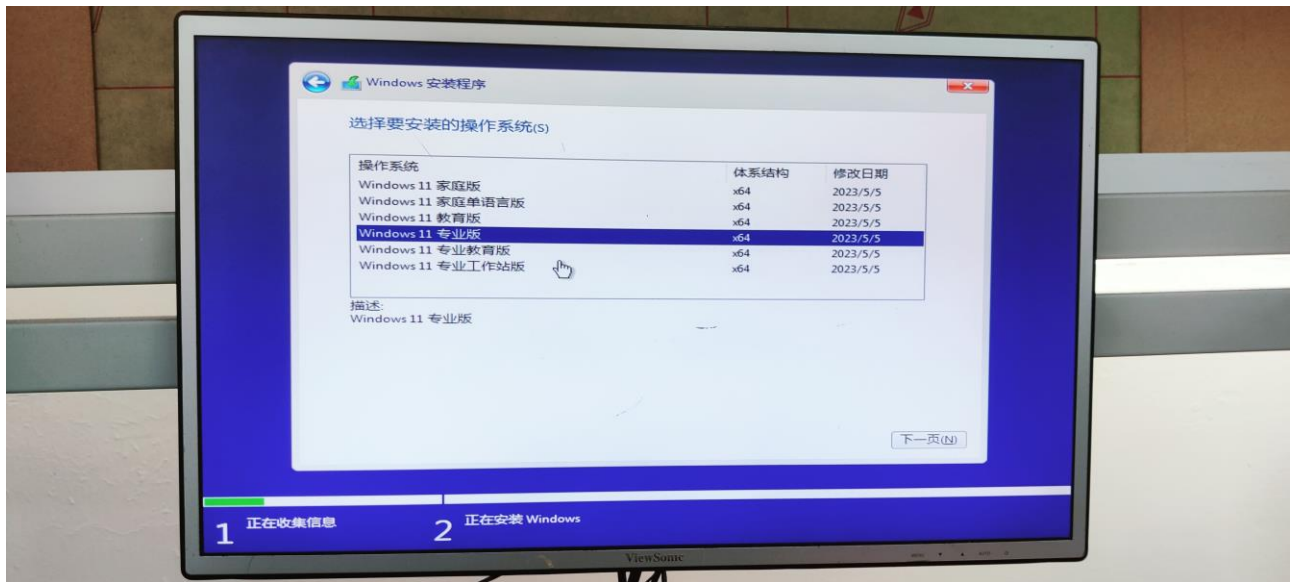 Windows 安装程序
选择要安装的操作系统(S)
操作系统 体系结构 修改日期
Windows 11 家庭版 x64 2023/5/5
Windows 11 家庭单语言版 x64 2023/5/5
Windows 11 教育版 x64 2023/5/5
Windows 11 专业版 x64 2023/5/5
Windows 11 专业教育版 x64 2023/5/5
Windows 11 专业工作站版 x64 2023/5/5
描述:
Windows 11 专业版
下一页(N)
1 正在收集信息 2 正在安装 Windows
ViewSonic